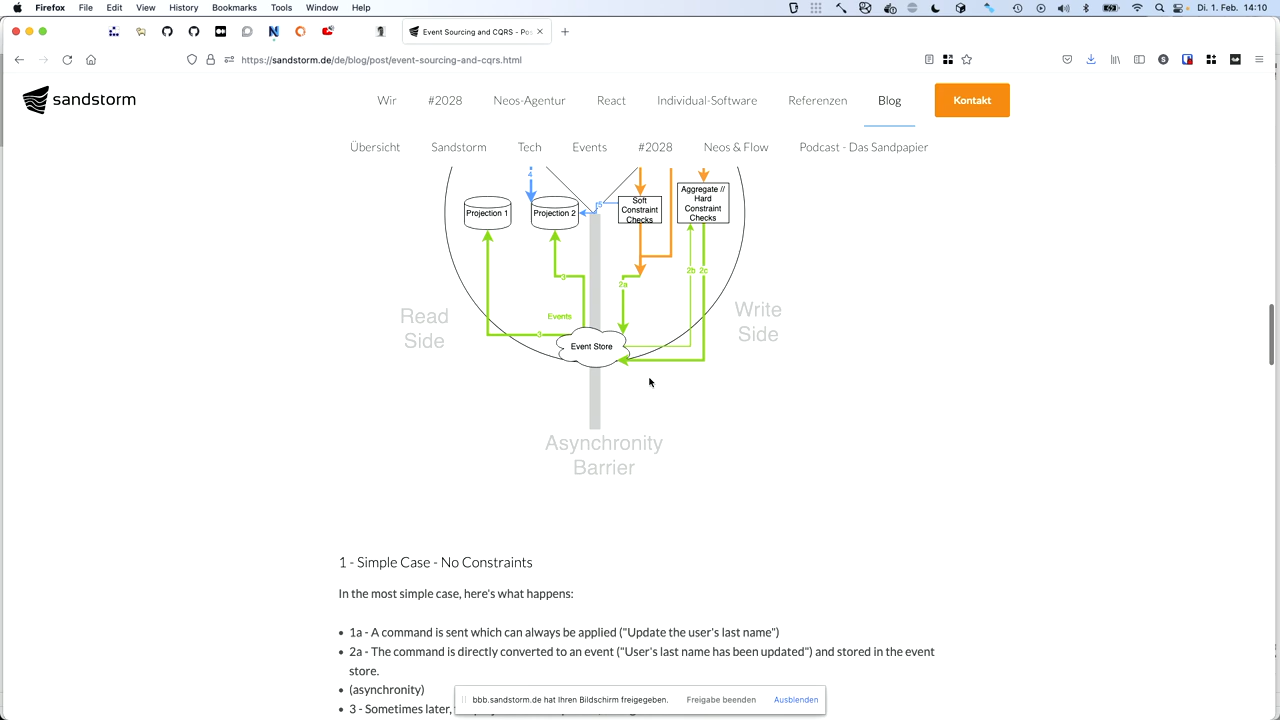 Firefox File Edit View History Bookmarks Tools Window Help Di. 1. Feb. 14:10
Event Sourcing and CQRS - Po
https://sandstorm.de/de/blog/post/event-sourcing-and-cqrs.html
sandstorm Wir #2028 Neos-Agentur React Individual-Software Referenzen Blog Kontakt
Übersicht Sandstorm Tech Events #2028 Neos & Flow Podcast - Das Sandpapier
4
Projection 1
Projection 2
5
Soft
Constraint
Checks
Aggregate //
Hard
Constraint
Checks
3
2a
2b 2c
Read
Side
Events
Write
Side
3
Event Store
Asynchronity
Barrier
1 - Simple Case - No Constraints
In the most simple case, here's what happens:
• 1a - A command is sent which can always be applied ("Update the user's last name")
• 2a - The command is directly converted to an event ("User's last name has been updated") and stored in the event
store.
• (asynchronity)
• 3 - Sometimes later,
bbb.sandstorm.de hat Ihren Bildschirm freigegeben. Freigabe beenden Ausblenden